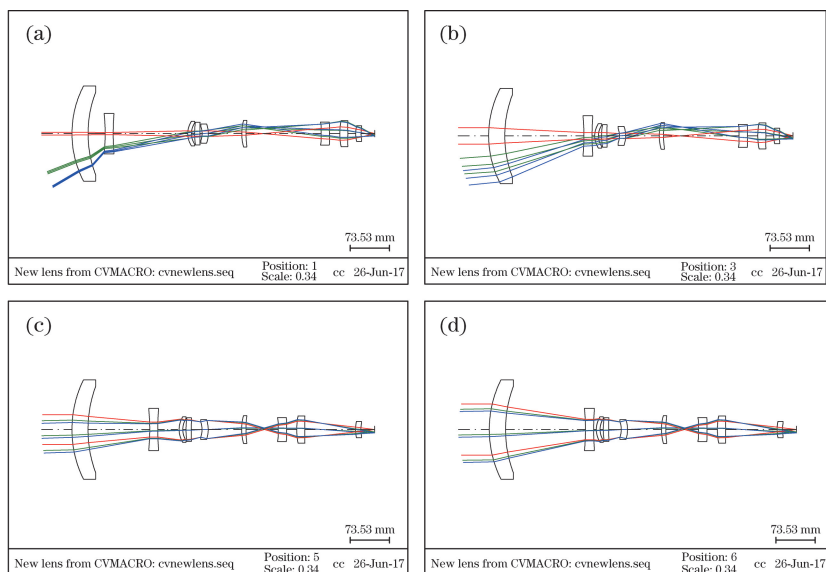 (a)
73.53 mm
New lens from CVMACRO: cvnewlens.seq
Position: 1
Scale: 0.34
cc 26-Jun-17
(b)
73.53 mm
New lens from CVMACRO: cvnewlens.seq
Position: 3
Scale: 0.34
cc 26-Jun-17
(c)
73.53 mm
New lens from CVMACRO: cvnewlens.seq
Position: 5
Scale: 0.34
cc 26-Jun-17
(d)
73.53 mm
New lens from CVMACRO: cvnewlens.seq
Position: 6
Scale: 0.34
cc 26-Jun-17